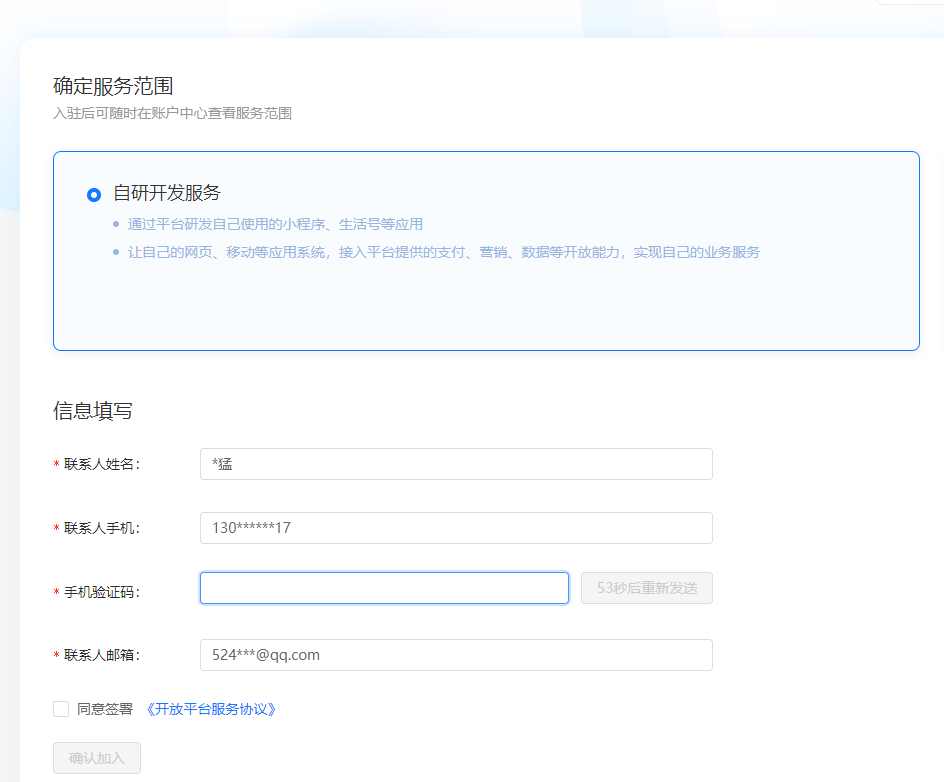 确定服务范围
入驻后可随时在账户中心查看服务范围
自研开发服务
通过平台研发自己使用的小程序、生活号等应用
让自己的网页、移动等应用系统，接入平台提供的支付、营销、数据等开放能力，实现自己的业务服务
信息填写
* 联系人姓名： *猛
* 联系人手机： 130******17
* 手机验证码： 53秒后重新发送
* 联系人邮箱： 524***@qq.com
同意签署 《开放平台服务协议》
确认加入